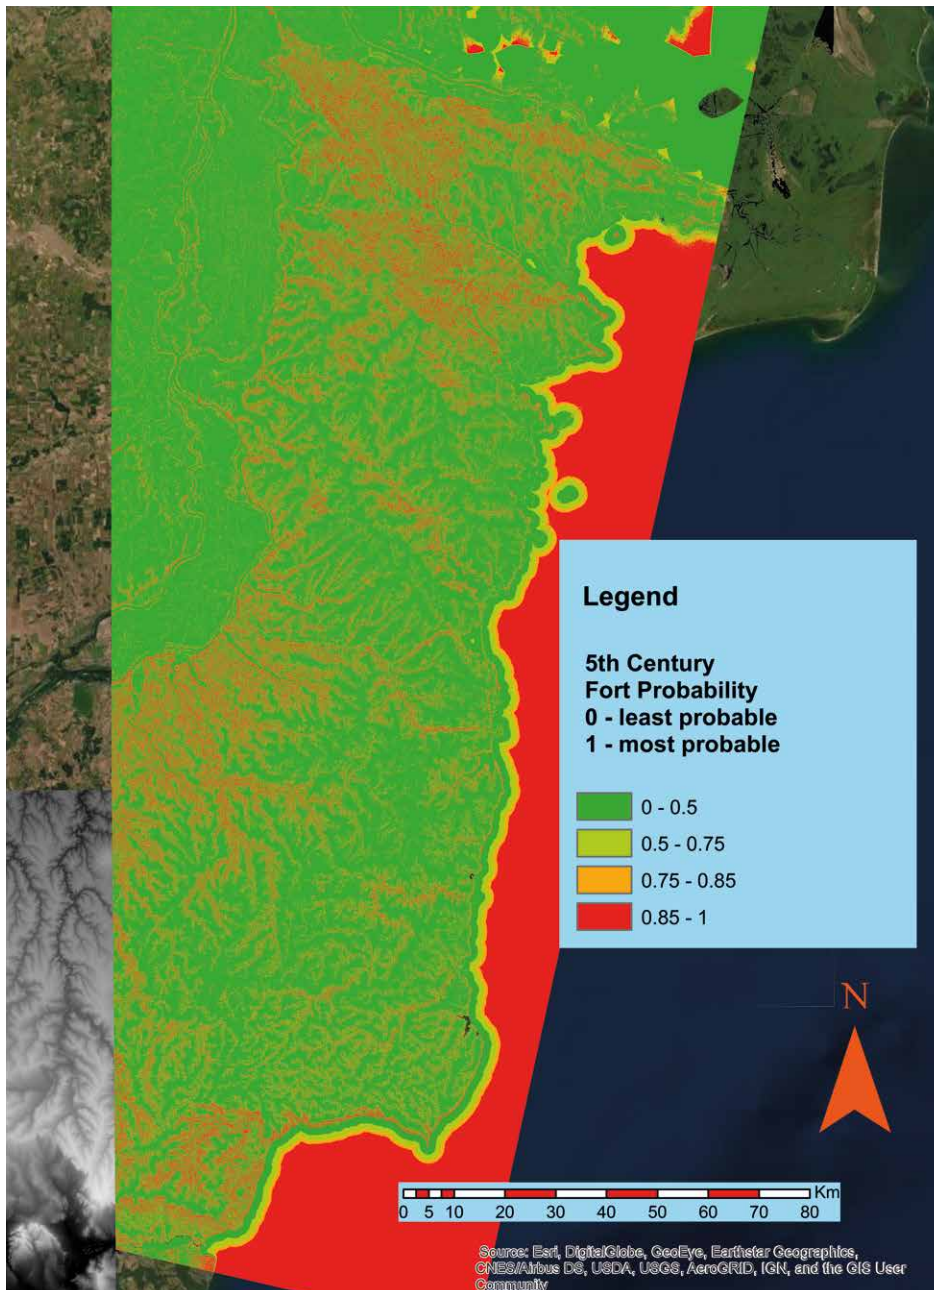 Legend
5th Century
Fort Probability
0 - least probable
1 - most probable
0 - 0.5
0.5 - 0.75
0.75 - 0.85
0.85 - 1
N
Km
0 5 10 20 30 40 50 60 70 80
Source: Esri, DigitalGlobe, GeoEye, Earthstar Geographics,
CNES/Airbus DS, USDA, USGS, AeroGRID, IGN, and the GIS User
Community